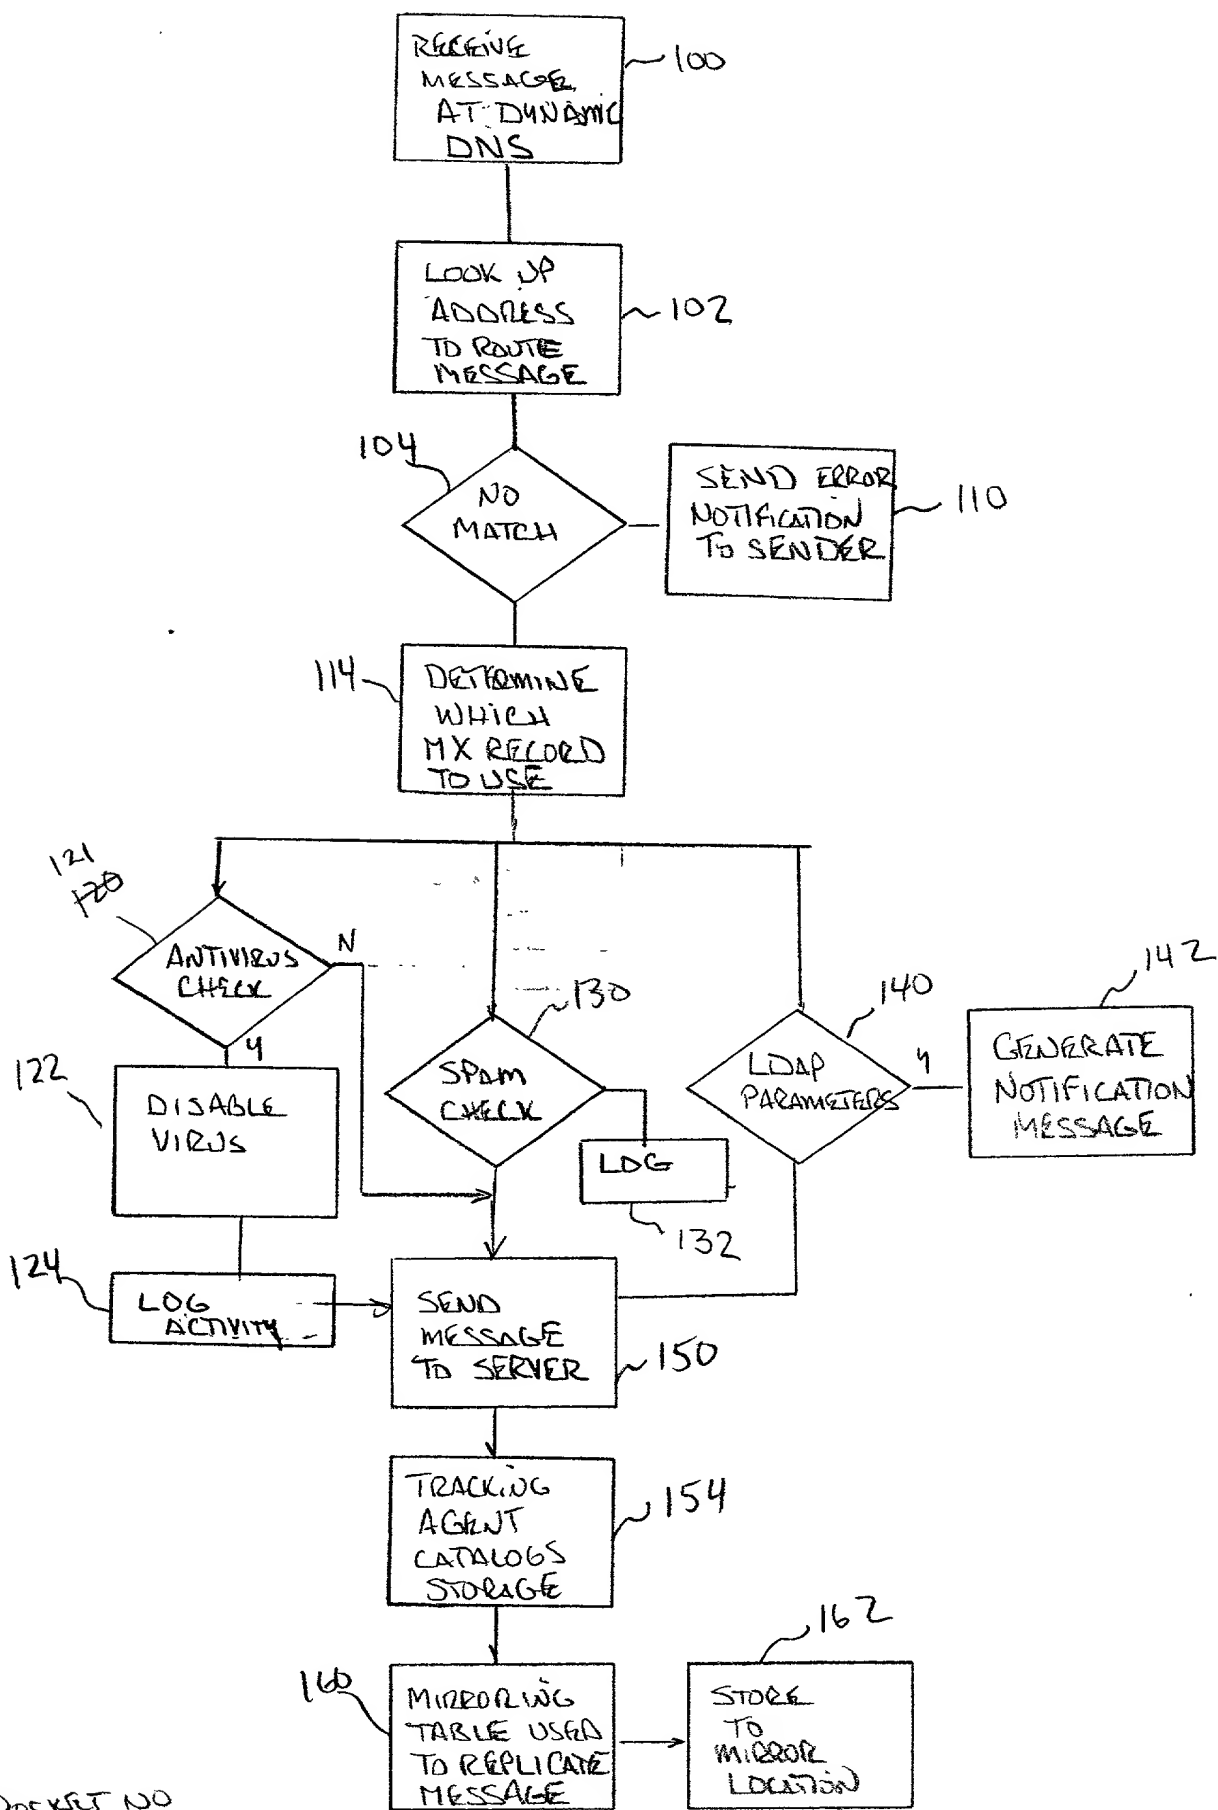 RECEIVE
MESSAGE
AT DYNAMIC
DNS
100
LOOK UP
ADDRESS
TO ROUTE
MESSAGE
102
104
NO
MATCH
SEND ERROR
NOTIFICATION
TO SENDER
110
114
DETERMINE
WHICH
MX RECORD
TO USE
121
120
ANTIVIRUS
CHECK
N
Y
122
DISABLE
VIRUS
124
LOG
ACTIVITY
130
SPAM
CHECK
LOG
132
140
LDAP
PARAMETERS
Y
142
GENERATE
NOTIFICATION
MESSAGE
SEND
MESSAGE
TO SERVER
150
TRACKING
AGENT
CATALOGS
STORAGE
154
160
MIRRORING
TABLE USED
TO REPLICATE
MESSAGE
162
STORE
TO
MIRROR
LOCATION
DOCKET NO